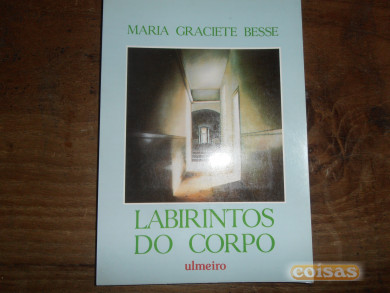 MARIA GRACIETE BESSE
LABIRINTOS
DO CORPO
ulmeiro
coisas